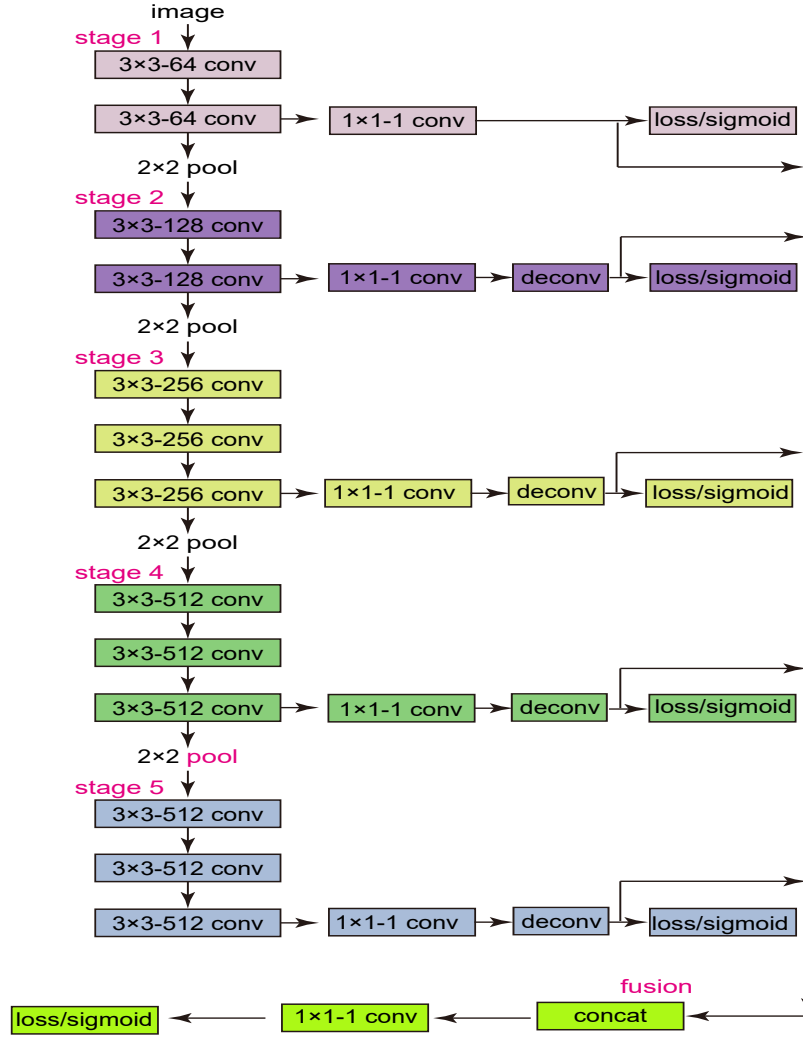 image
stage 1
3×3-64 conv
3×3-64 conv 1×1-1 conv loss/sigmoid
2×2 pool
stage 2
3×3-128 conv
3×3-128 conv 1×1-1 conv deconv loss/sigmoid
2×2 pool
stage 3
3×3-256 conv
3×3-256 conv
3×3-256 conv 1×1-1 conv deconv loss/sigmoid
2×2 pool
stage 4
3×3-512 conv
3×3-512 conv
3×3-512 conv 1×1-1 conv deconv loss/sigmoid
2×2 pool
stage 5
3×3-512 conv
3×3-512 conv
3×3-512 conv 1×1-1 conv deconv loss/sigmoid
fusion
loss/sigmoid 1×1-1 conv concat